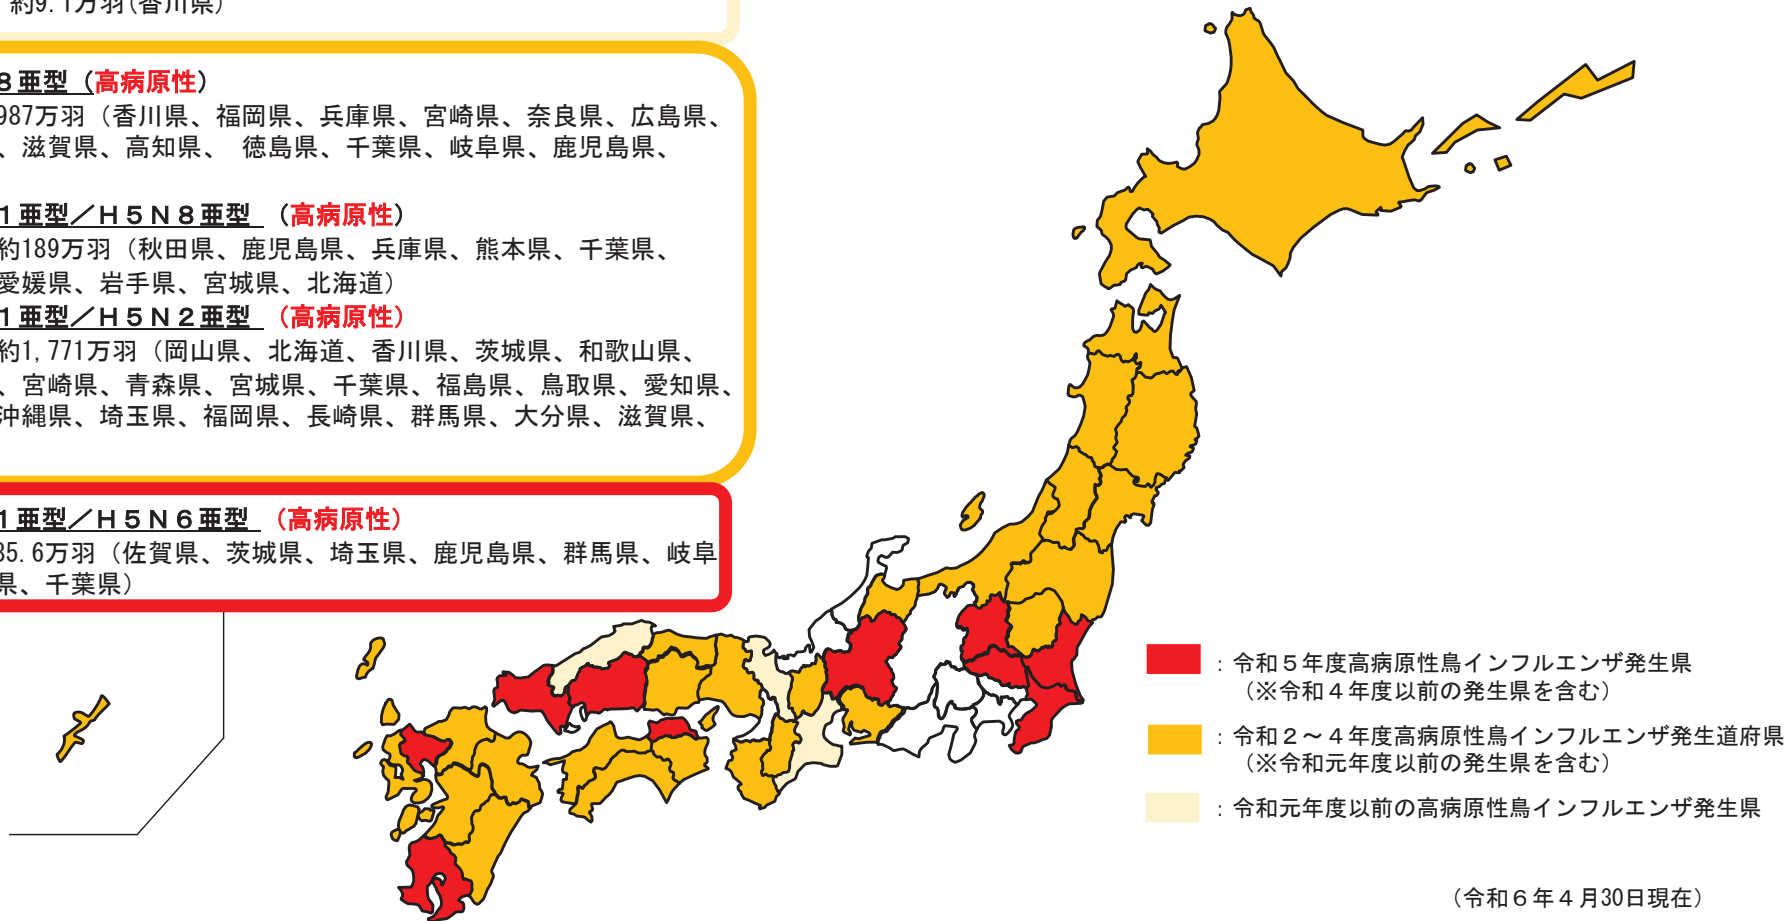 約9.1万羽(香川県)
8亜型（高病原性）
987万羽（香川県、福岡県、兵庫県、宮崎県、奈良県、広島県、
、滋賀県、高知県、 徳島県、千葉県、岐阜県、鹿児島県、
1亜型／Ｈ５Ｎ８亜型 （高病原性）
約189万羽（秋田県、鹿児島県、兵庫県、熊本県、千葉県、
愛媛県、岩手県、宮城県、北海道）
1亜型／Ｈ５Ｎ２亜型 （高病原性）
約1,771万羽（岡山県、北海道、香川県、茨城県、和歌山県、
、宮崎県、青森県、宮城県、千葉県、福島県、鳥取県、愛知県、
沖縄県、埼玉県、福岡県、長崎県、群馬県、大分県、滋賀県、
1亜型／Ｈ５Ｎ６亜型 （高病原性）
85.6万羽（佐賀県、茨城県、埼玉県、鹿児島県、群馬県、岐阜
県、千葉県）
：令和５年度高病原性鳥インフルエンザ発生県
（※令和４年度以前の発生県を含む）
：令和２～４年度高病原性鳥インフルエンザ発生道府県
（※令和元年度以前の発生県を含む）
：令和元年度以前の高病原性鳥インフルエンザ発生県
（令和６年４月30日現在）